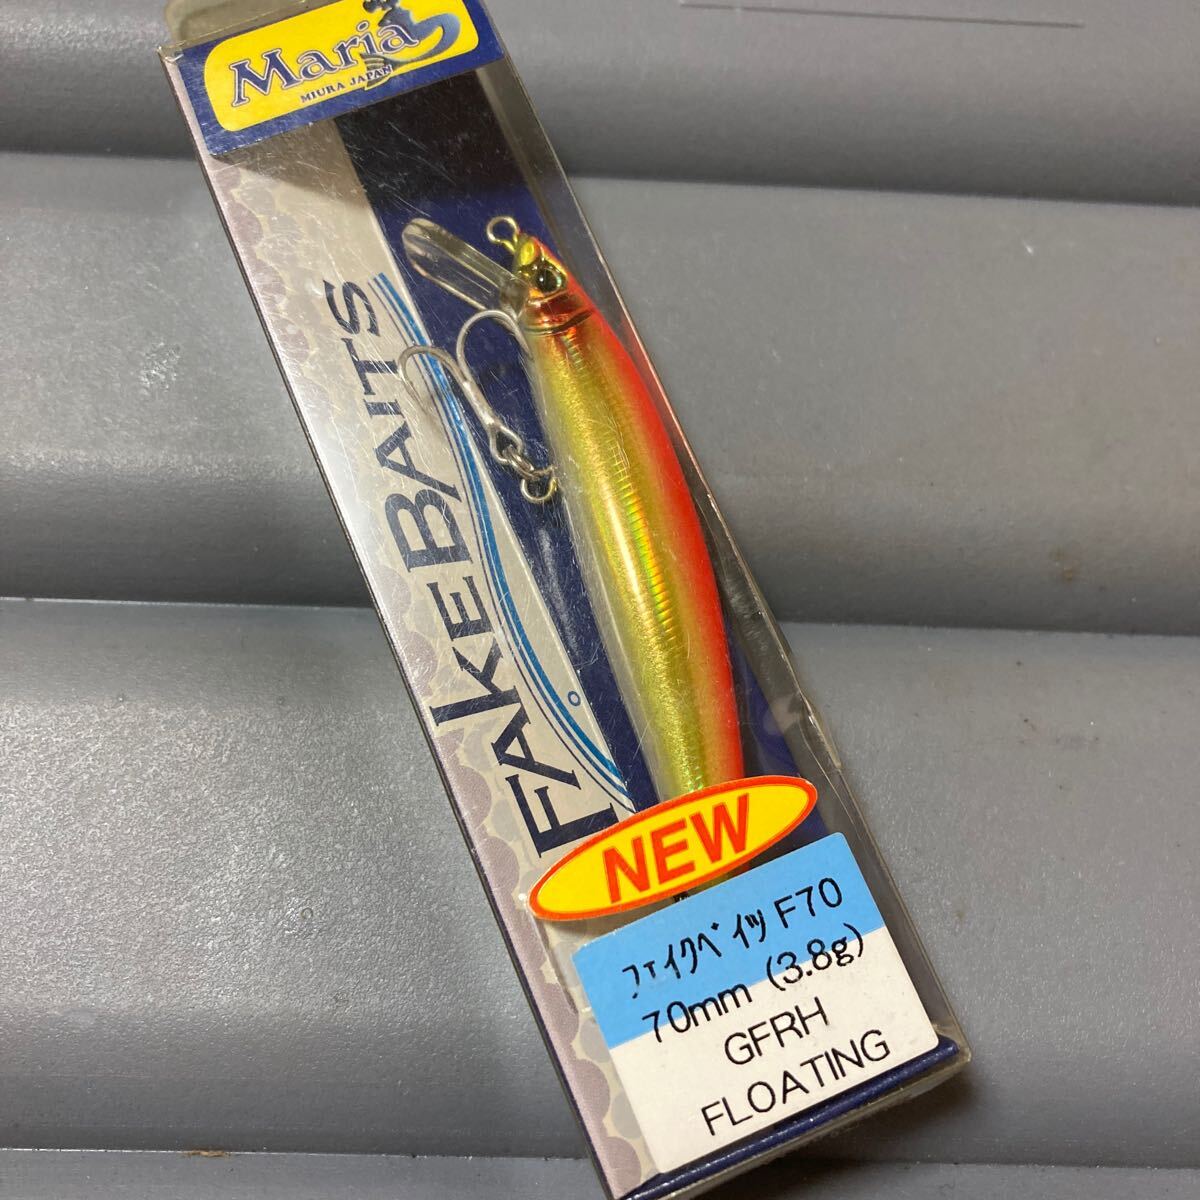 Maria
MIURA JAPAN
FAKE BAITS
NEW
フェイクベイツ F70
70mm (3.8g)
GFRH
FLOATING